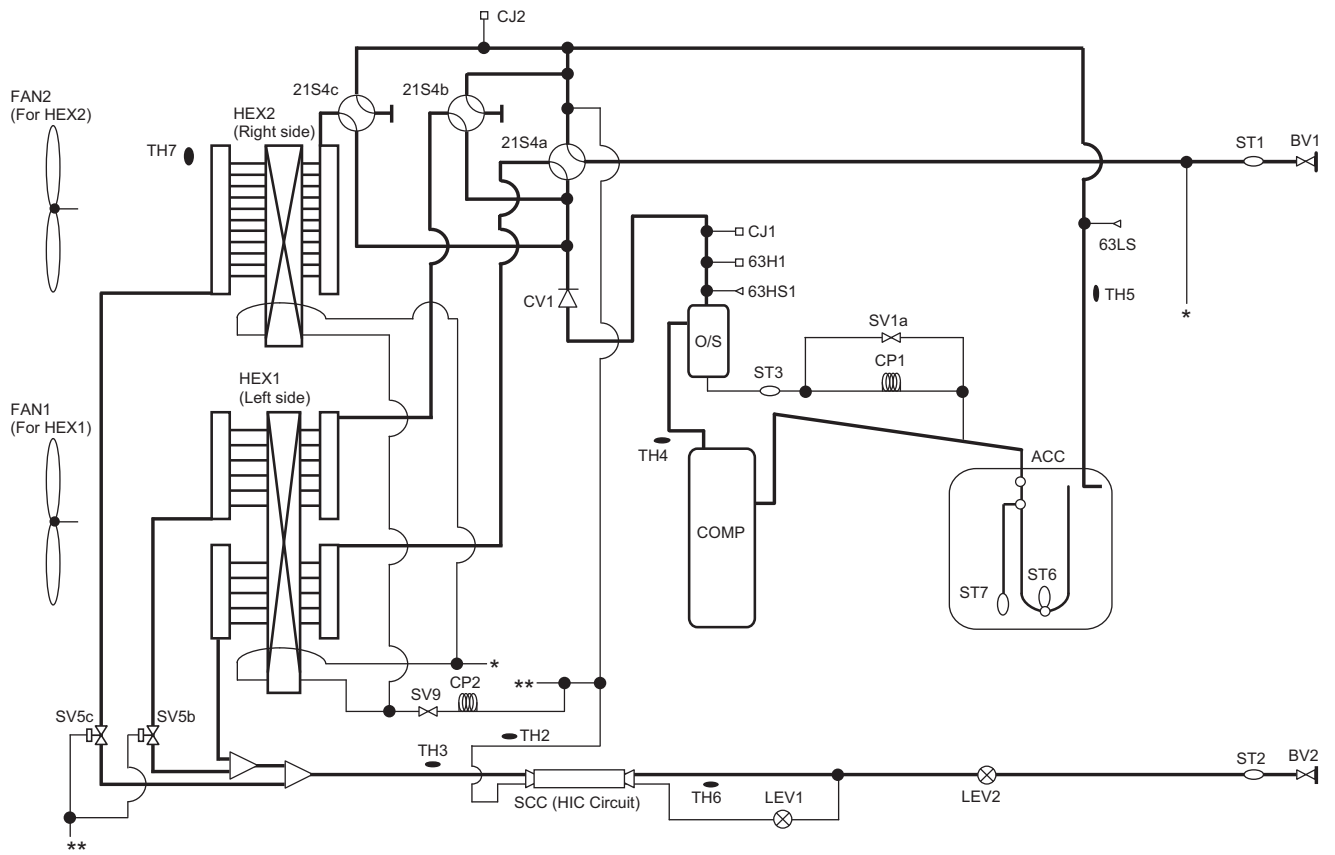 CJ2
FAN2
(For HEX2)
21S4c
21S4b
HEX2
(Right side)
TH7
21S4a
ST1
BV1
CJ1
63H1
63HS1
63LS
TH5
CV1
*
O/S
SV1a
CP1
ST3
HEX1
(Left side)
FAN1
(For HEX1)
TH4
ACC
COMP
ST7
ST6
*
**
SV9
CP2
SV5c
SV5b
TH2
TH3
ST2
BV2
SCC (HIC Circuit)
TH6
LEV1
LEV2
**